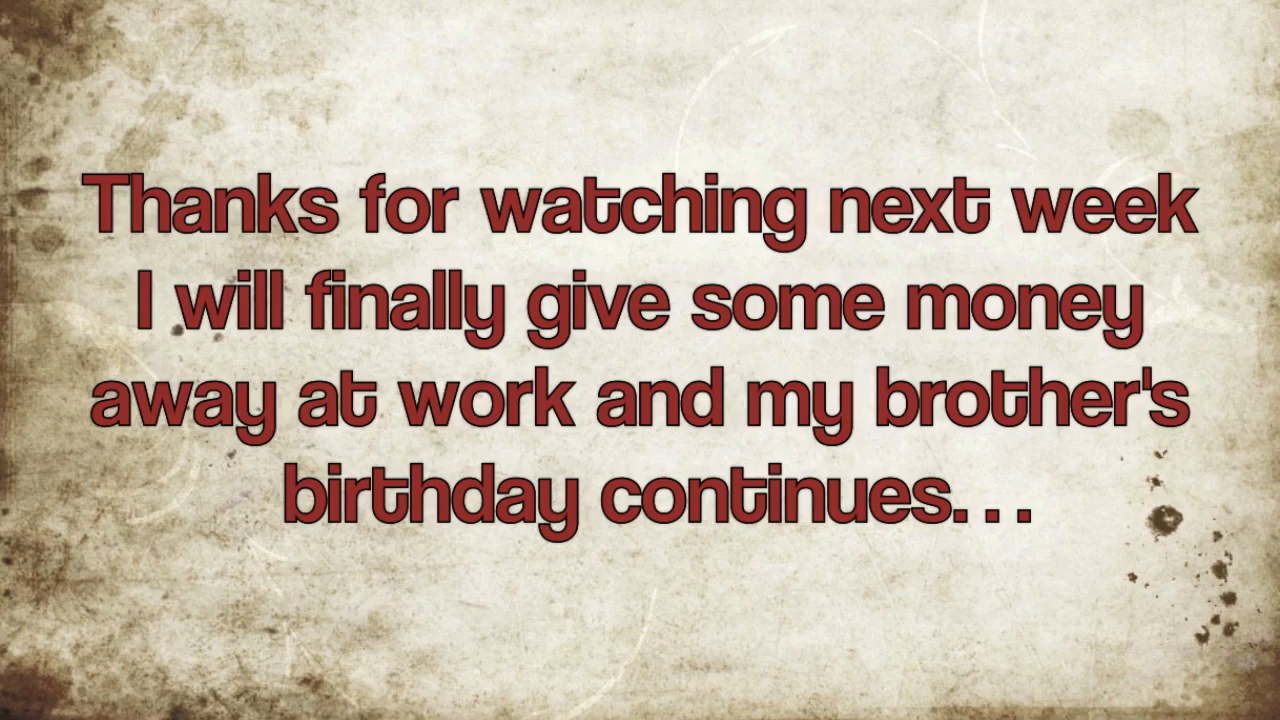 Thanks for watching next week
I will finally give some money
away at work and my brother's
birthday continues...